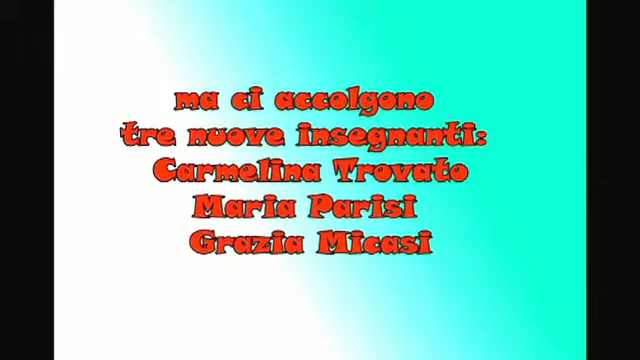 ma ci accolgono
tre nuove insegnanti:
Carmelina Trovato
Maria Parisi
Grazia Micasi